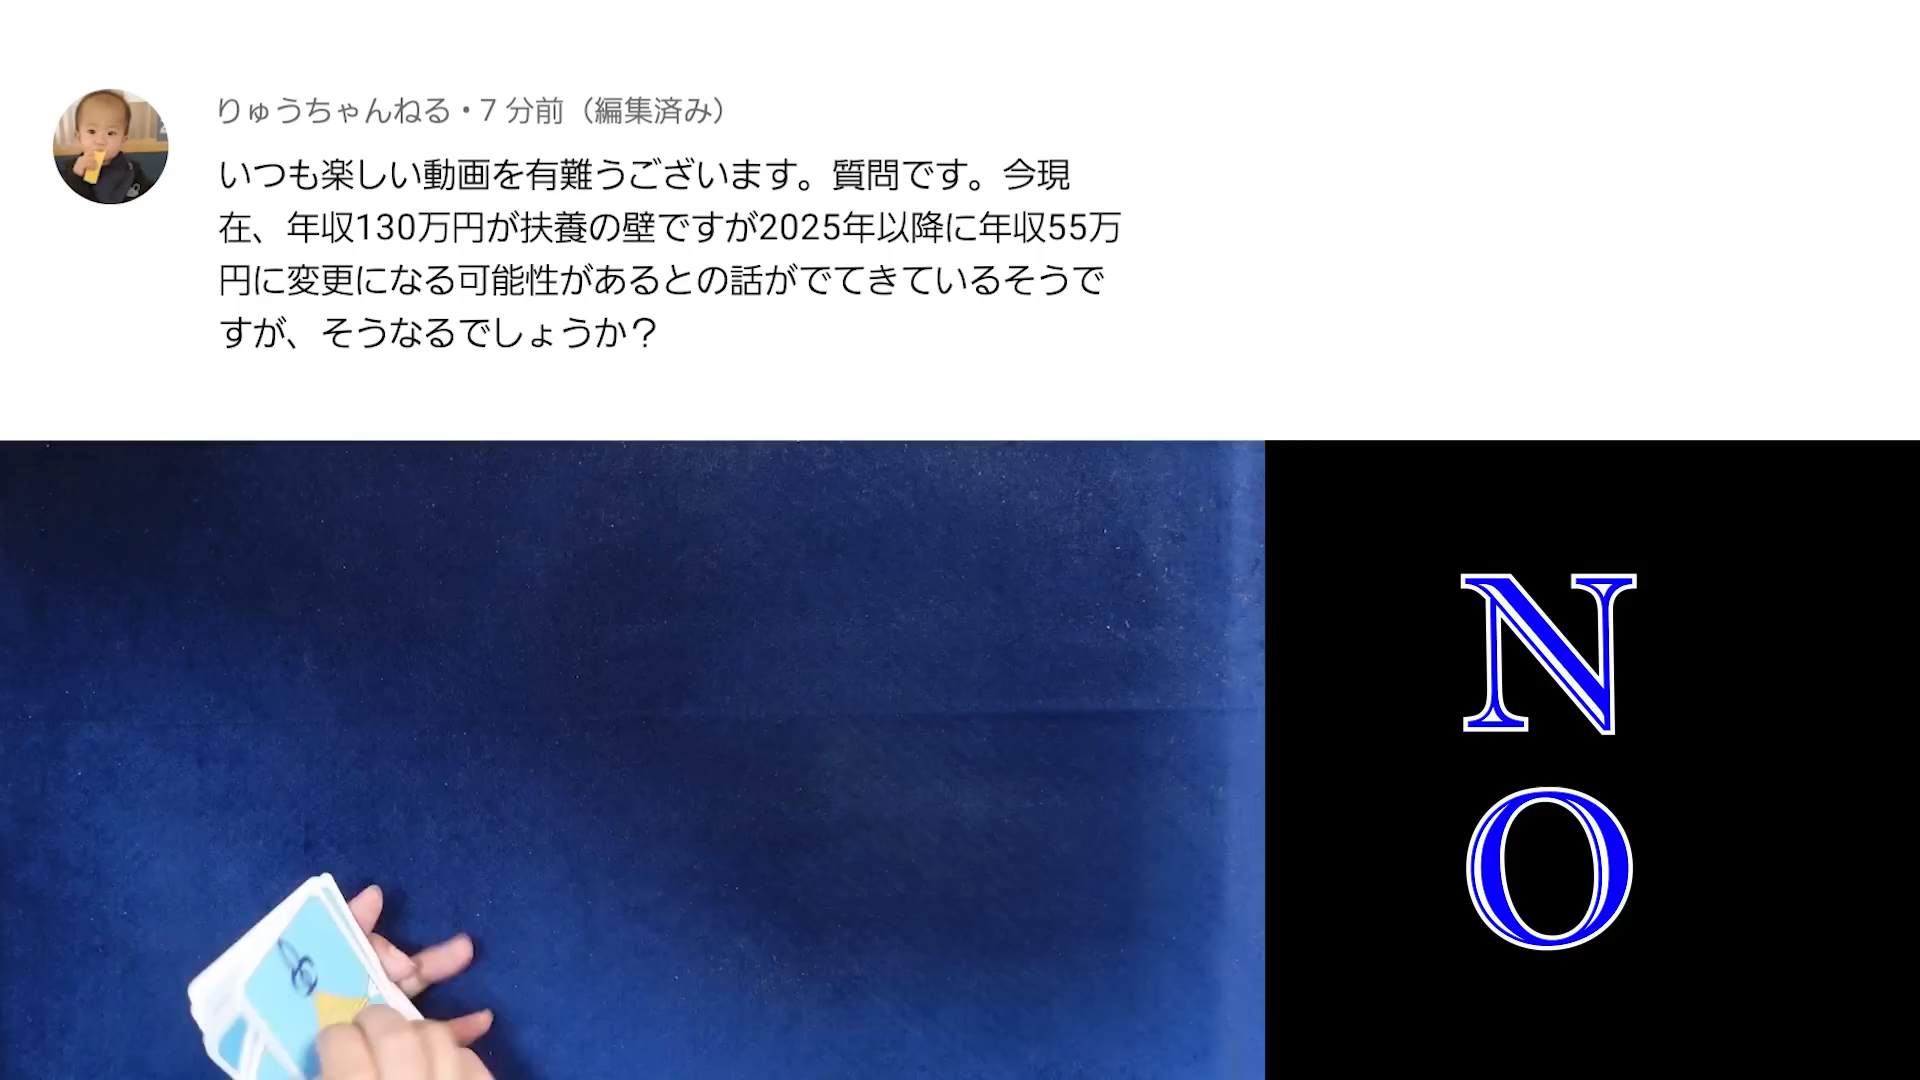 りゅうちゃんねる・7 分前（編集済み）
いつも楽しい動画を有難うございます。質問です。今現
在、年収130万円が扶養の壁ですが2025年以降に年収55万
円に変更になる可能性があるとの話がでてきているそうで
すが、そうなるでしょうか？
N
O